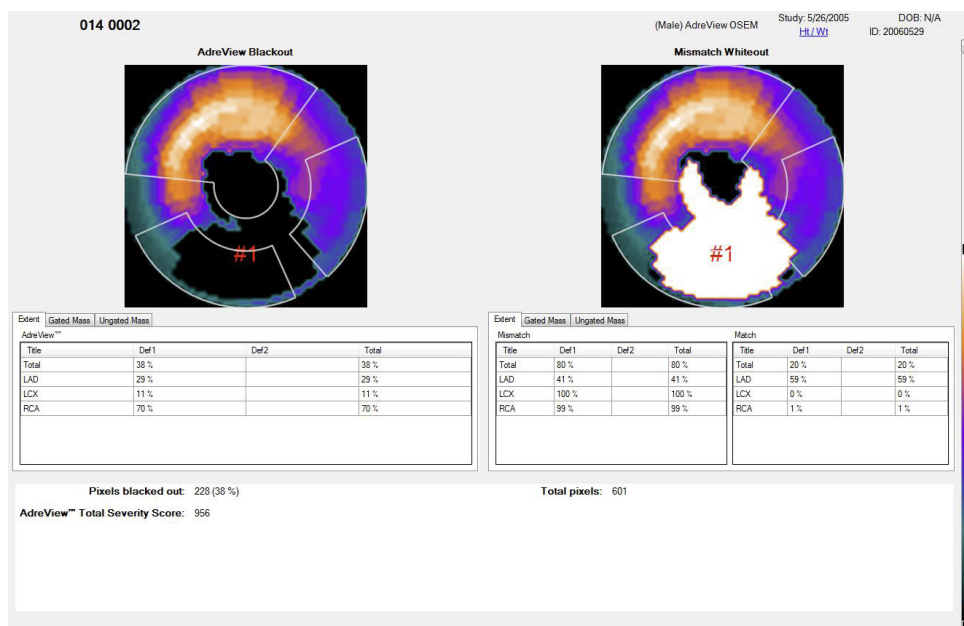 014 0002
(Male) AdreView OSEM
Study: 5/26/2005
DOB: N/A
Ht / Wt
ID: 20060529
AdreView Blackout
Mismatch Whiteout
#1
#1
Extent Gated Mass Ungated Mass
AdreView™
Title Def1 Def2 Total
Total 38 % 38 %
LAD 29 % 29 %
LCX 11 % 11 %
RCA 70 % 70 %
Extent Gated Mass Ungated Mass
Mismatch
Title Def1 Def2 Total
Total 80 % 80 %
LAD 41 % 41 %
LCX 100 % 100 %
RCA 99 % 99 %
Match
Title Def1 Def2 Total
Total 20 % 20 %
LAD 59 % 59 %
LCX 0 % 0 %
RCA 1 % 1 %
Pixels blacked out: 228 (38 %)
Total pixels: 601
AdreView™ Total Severity Score: 956